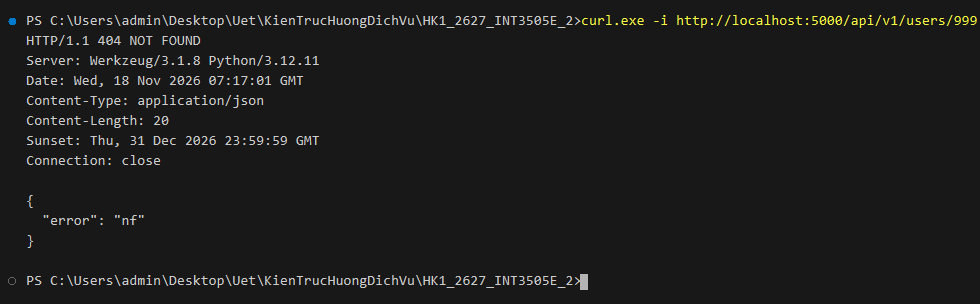 PS C:\Users\admin\Desktop\Uet\KienTrucHuongDichVu\HK1_2627_INT3505E_2>curl.exe -i http://localhost:5000/api/v1/users/999
HTTP/1.1 404 NOT FOUND
Server: Werkzeug/3.1.8 Python/3.12.11
Date: Wed, 18 Nov 2026 07:17:01 GMT
Content-Type: application/json
Content-Length: 20
Sunset: Thu, 31 Dec 2026 23:59:59 GMT
Connection: close

{
  "error": "nf"
}

PS C:\Users\admin\Desktop\Uet\KienTrucHuongDichVu\HK1_2627_INT3505E_2>